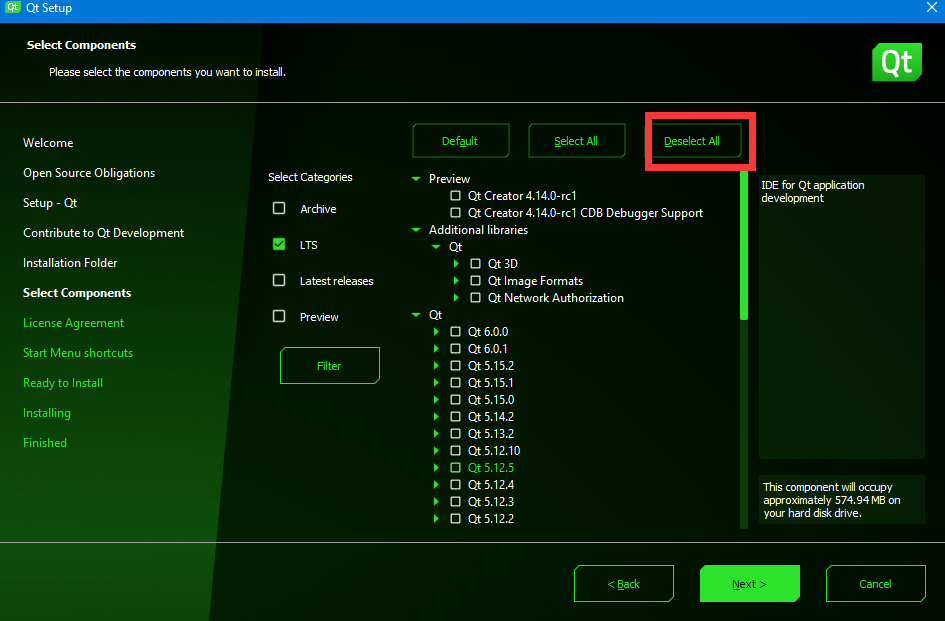 Qt Qt Setup
Select Components
Please select the components you want to install.
Qt
Welcome
Open Source Obligations
Setup - Qt
Contribute to Qt Development
Installation Folder
Select Components
License Agreement
Start Menu shortcuts
Ready to Install
Installing
Finished
Default
Select All
Deselect All
Select Categories
Archive
LTS
Latest releases
Preview
Filter
Preview
Qt Creator 4.14.0-rc1
Qt Creator 4.14.0-rc1 CDB Debugger Support
Additional libraries
Qt
Qt 3D
Qt Image Formats
Qt Network Authorization
Qt
Qt 6.0.0
Qt 6.0.1
Qt 5.15.2
Qt 5.15.1
Qt 5.15.0
Qt 5.14.2
Qt 5.13.2
Qt 5.12.10
Qt 5.12.5
Qt 5.12.4
Qt 5.12.3
Qt 5.12.2
IDE for Qt application
development
This component will occupy
approximately 574.94 MB on
your hard disk drive.
< Back
Next >
Cancel